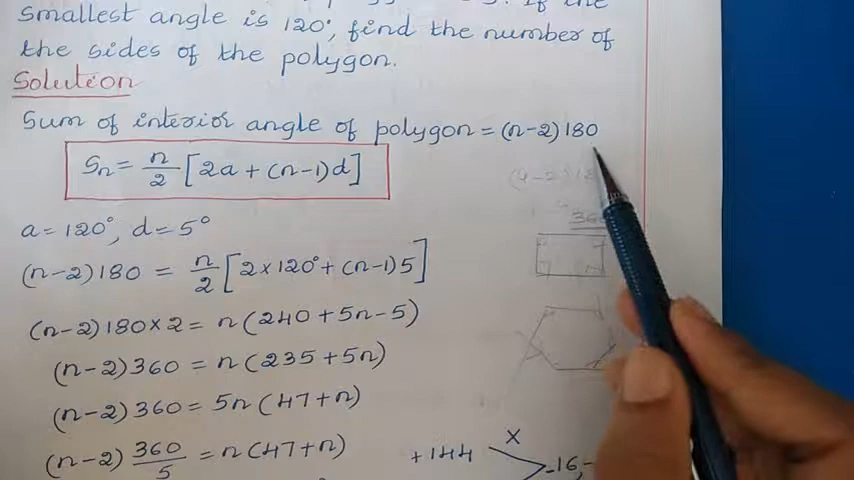 smallest angle is 120°, find the number of
the sides of the polygon.
Solution
Sum of interior angle of polygon = (n-2)180
Sn = n/2 [2a + (n-1)d]
a = 120°, d = 5°
(n-2)180 = n/2 [2×120° + (n-1)5]
(n-2)180×2 = n(240 + 5n - 5)
(n-2)360 = n(235 + 5n)
(n-2)360 = 5n(47 + n)
(n-2) 360/5 = n(47 + n)
+144 × -16,